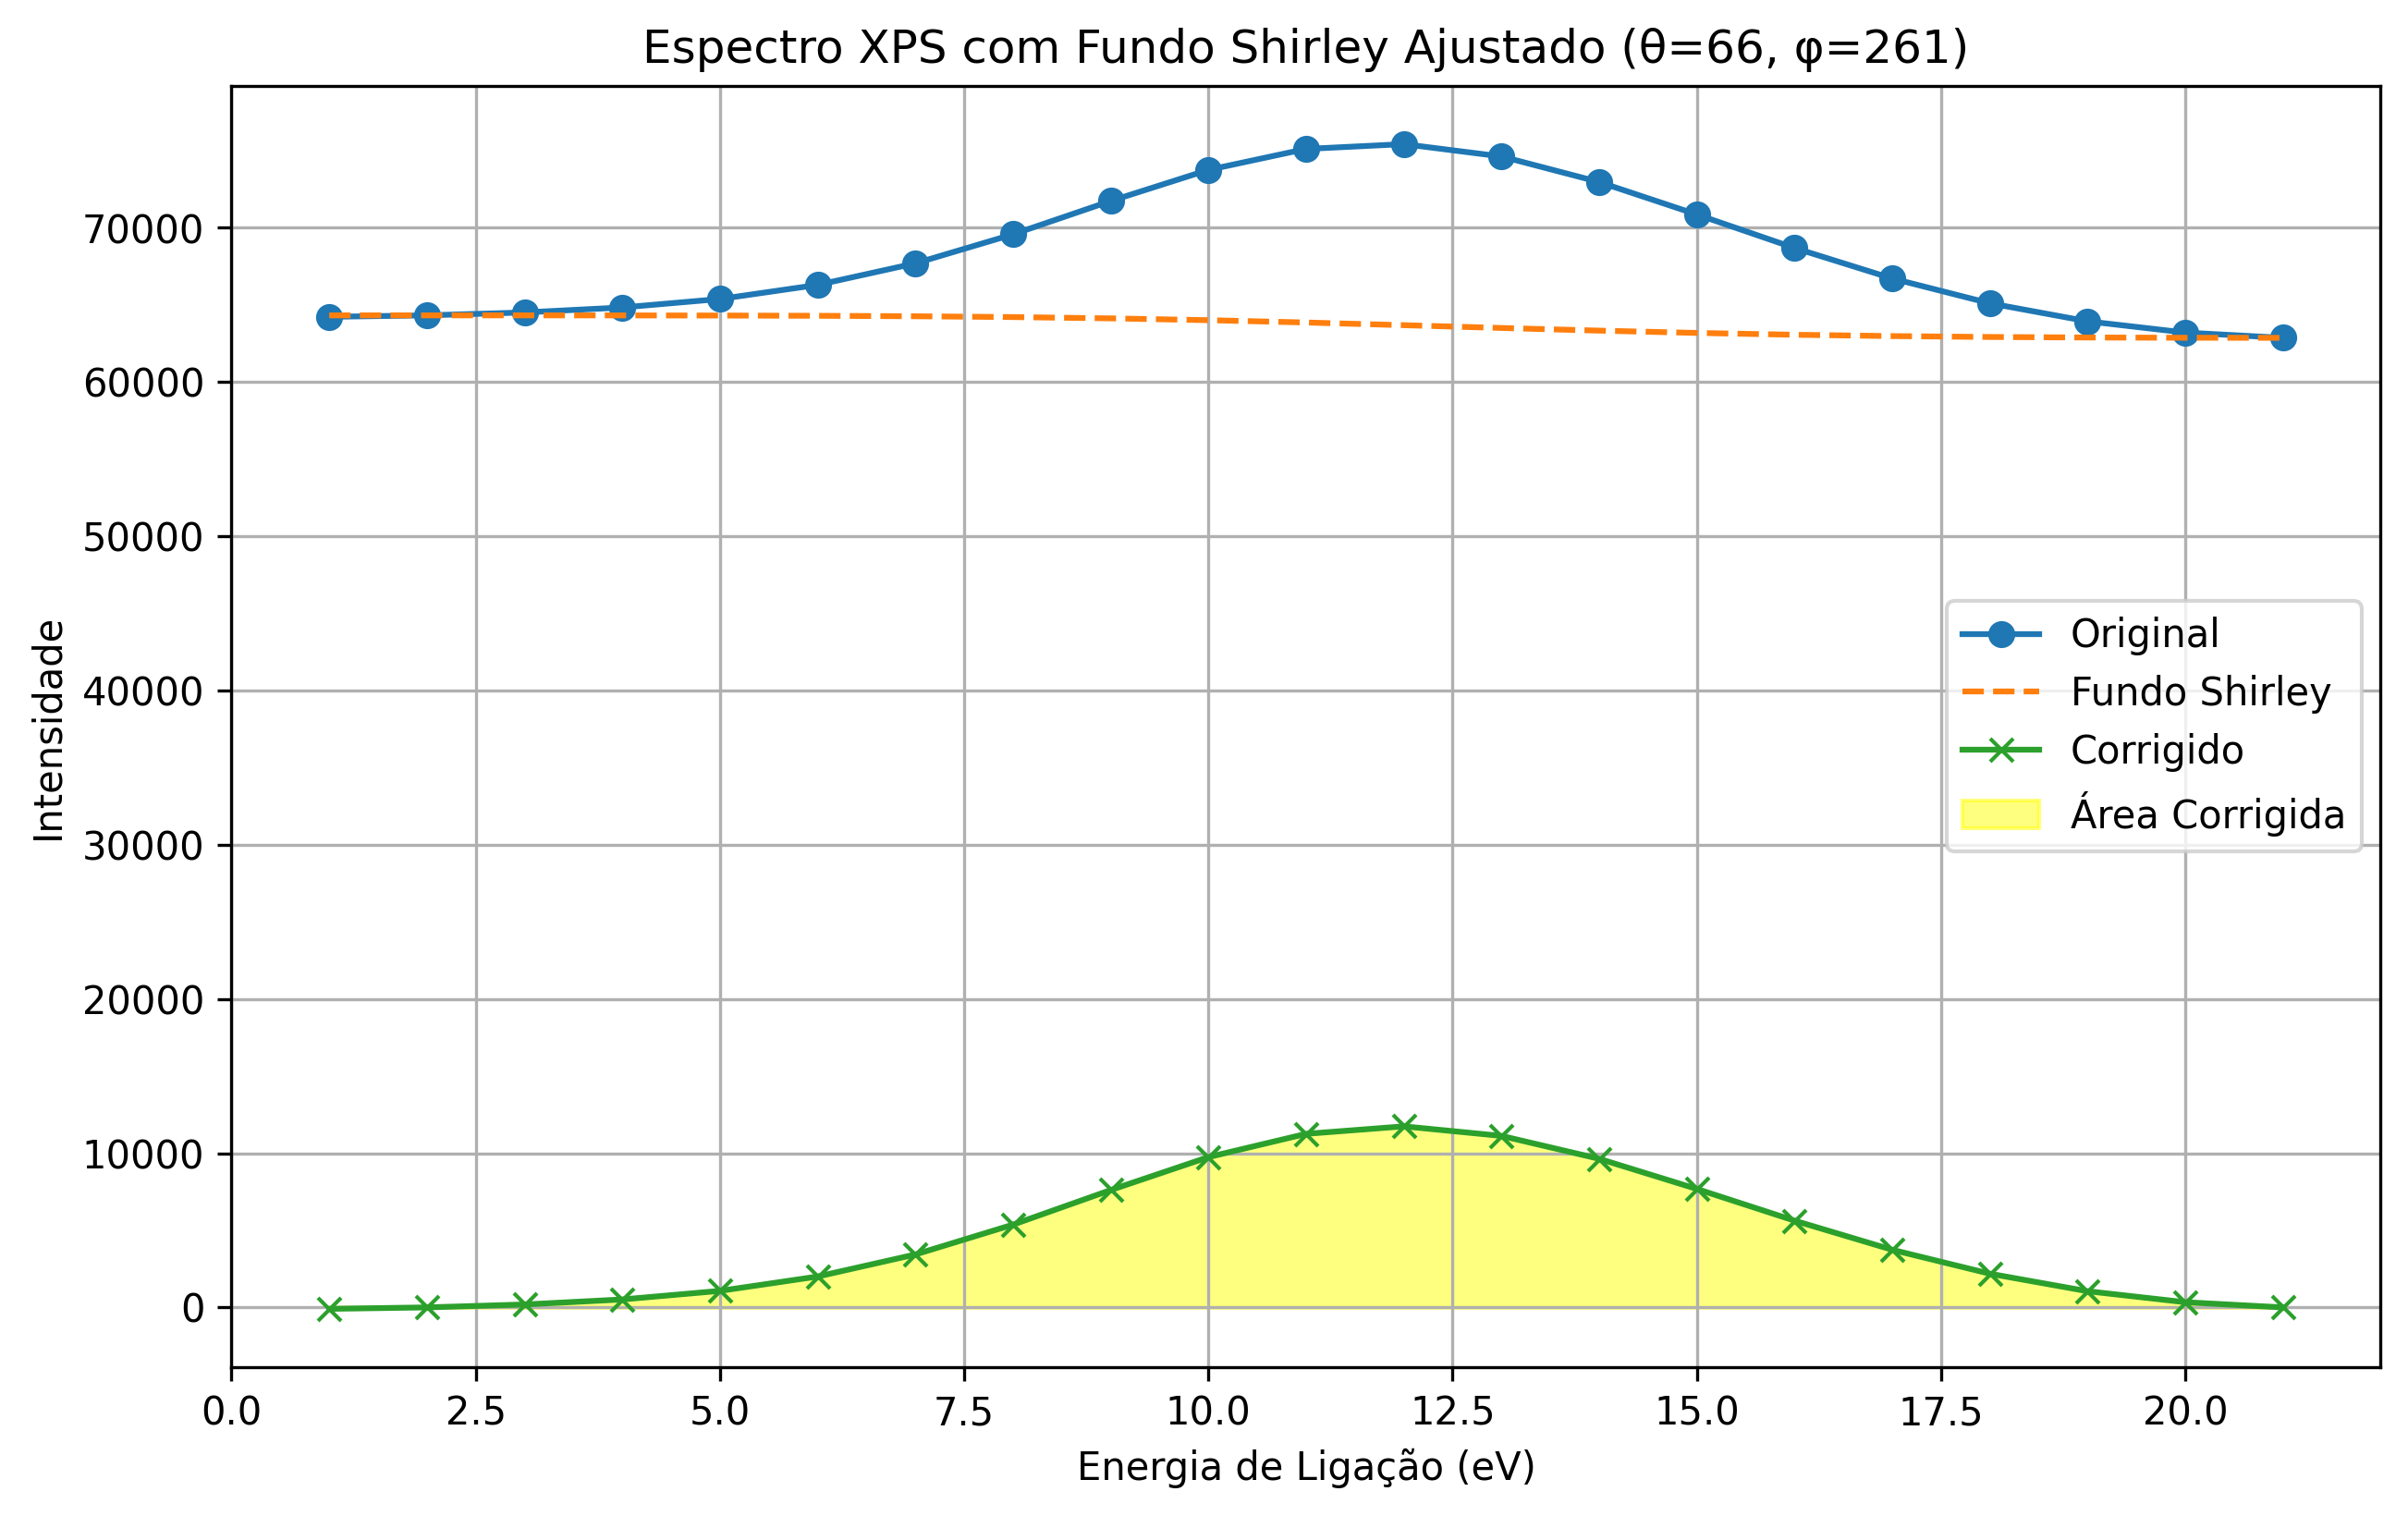 Espectro XPS com Fundo Shirley Ajustado (θ=66, φ=261)
Intensidade
70000
60000
50000
40000
30000
20000
10000
0
Original
Fundo Shirley
Corrigido
Área Corrigida
0.0 2.5 5.0 7.5 10.0 12.5 15.0 17.5 20.0
Energia de Ligação (eV)